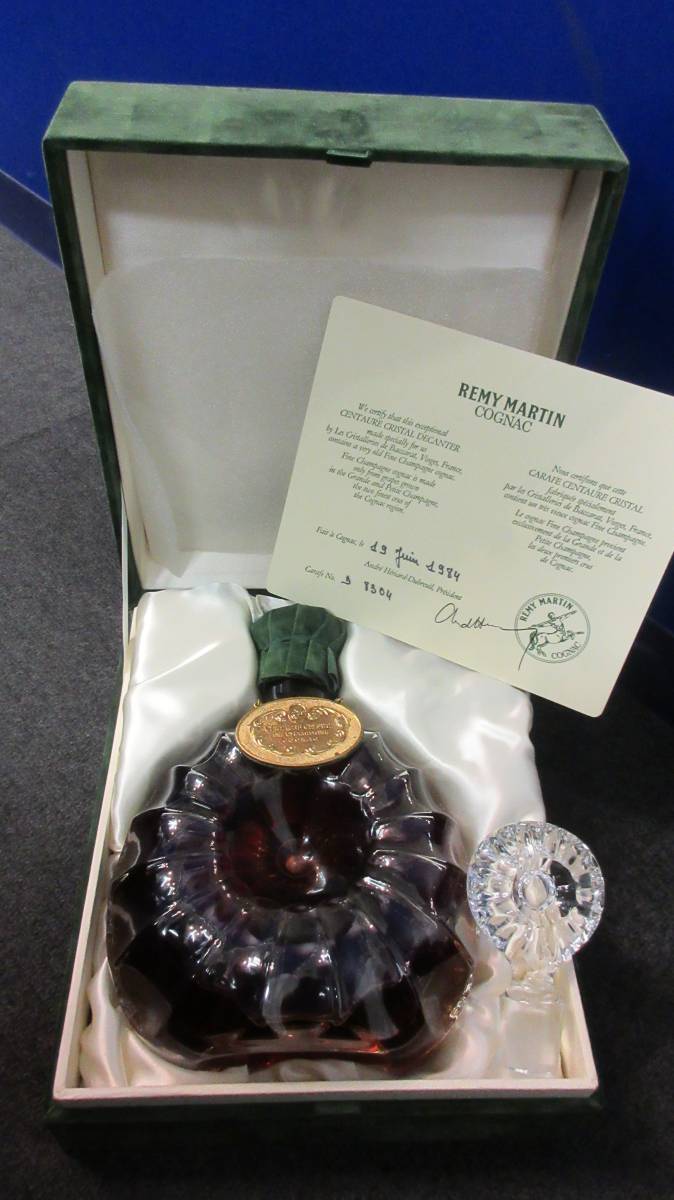 REMY MARTIN
COGNAC
We certify that this exceptional
CENTAURE CRISTAL DECANTER
made specially for us
by Les Cristalleries de Baccarat, Vosges, France,
contains a very old Fine Champagne cognac.
Fine Champagne cognac is made
only from grapes grown
in the Grande and Petite Champagne,
the two finest crus of
the Cognac region.
Nous certifions que cette
CARAFE CENTAURE CRISTAL
fabriquée spécialement
par les Cristalleries de Baccarat, Vosges, France,
contient un très vieux cognac Fine Champagne.
Le cognac Fine Champagne provient
exclusivement de la Grande et de la
Petite Champagne,
les deux premiers crus
de Cognac.
Fait à Cognac, le 19 Juin 1984
André Hériard Dubreuil, Président
Carafe No. 8304
REMY MARTIN
COGNAC
COGNAC